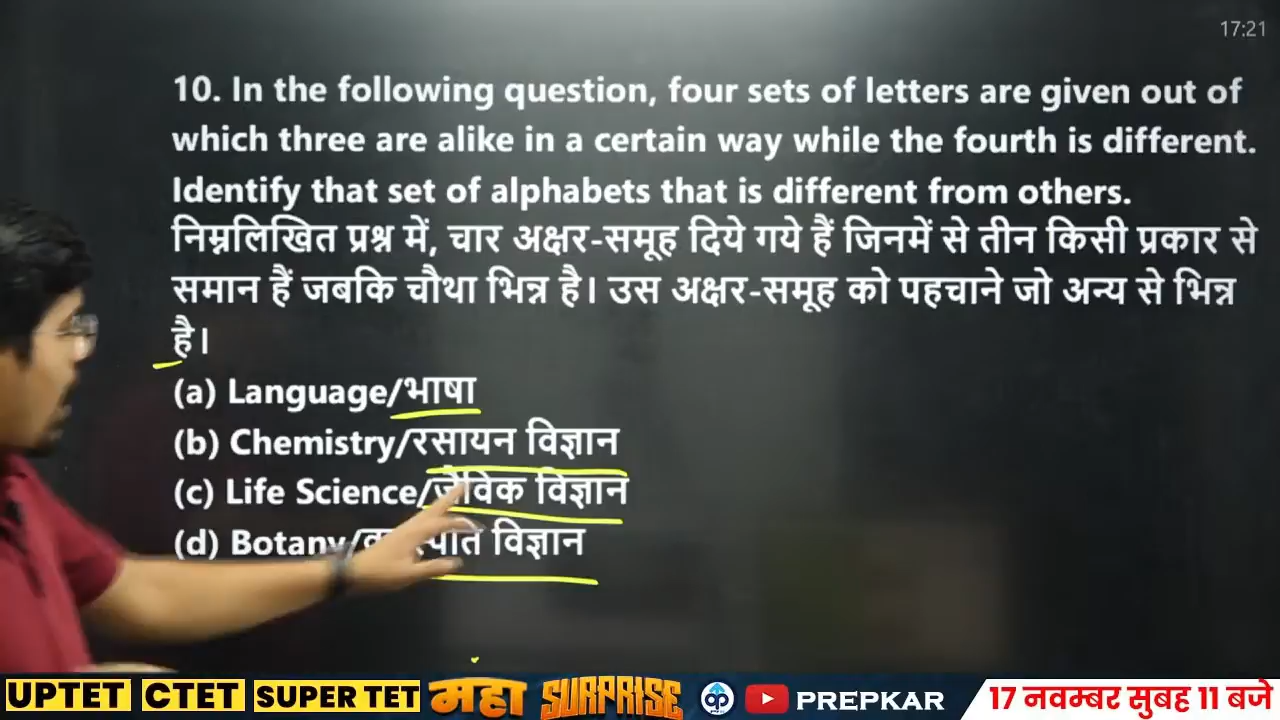 17:21
10. In the following question, four sets of letters are given out of
which three are alike in a certain way while the fourth is different.
Identify that set of alphabets that is different from others.
निम्नलिखित प्रश्न में, चार अक्षर-समूह दिये गये हैं जिनमें से तीन किसी प्रकार से
समान हैं जबकि चौथा भिन्न है। उस अक्षर-समूह को पहचाने जो अन्य से भिन्न
है।
(a) Language/भाषा
(b) Chemistry/रसायन विज्ञान
(c) Life Science/जैविक विज्ञान
(d) Botany/ विज्ञान
UPTET CTET SUPER TET महा SURPRISE PREPKAR 17 नवम्बर सुबह 11 बजे